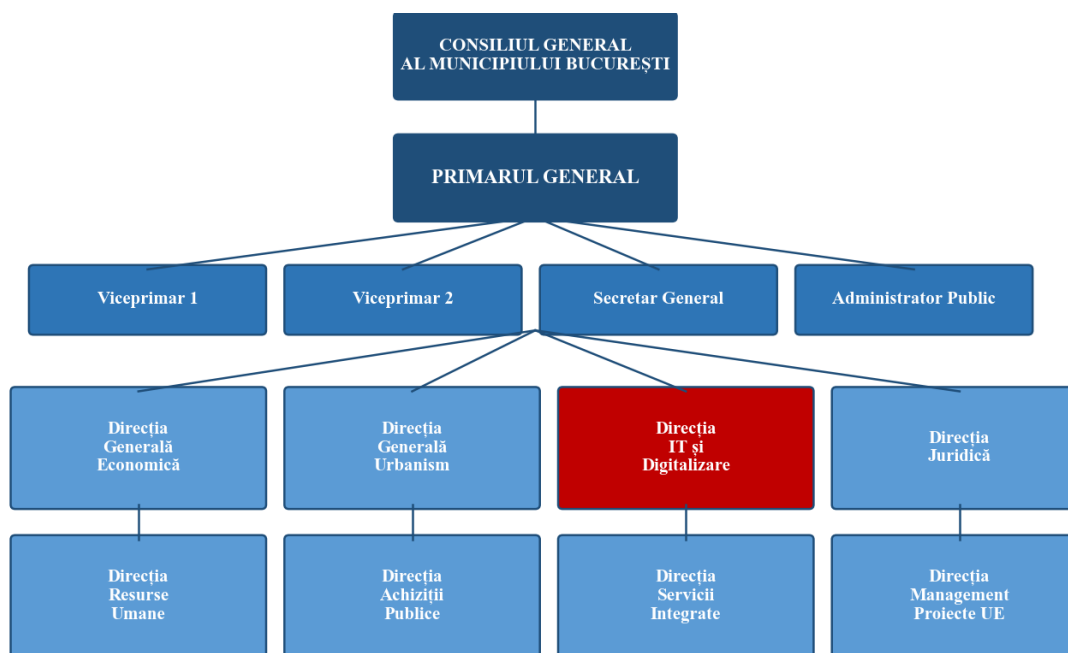 CONSILIUL GENERAL
AL MUNICIPIULUI BUCUREȘTI
PRIMARUL GENERAL
Viceprimar 1
Viceprimar 2
Secretar General
Administrator Public
Direcția
Generală
Economică
Direcția
Generală
Urbanism
Direcția
IT și
Digitalizare
Direcția
Juridică
Direcția
Resurse
Umane
Direcția
Achiziții
Publice
Direcția
Servicii
Integrate
Direcția
Management
Proiecte UE